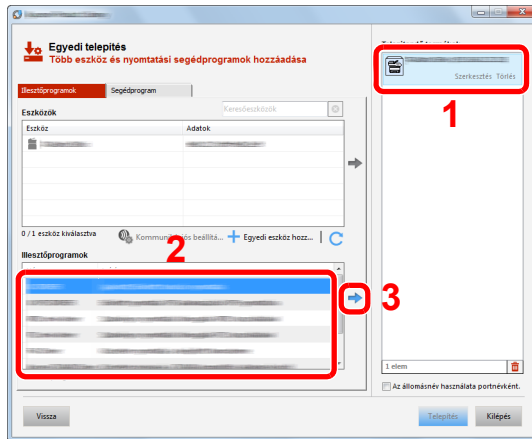 Egyedi telepítés
Több eszköz és nyomtatási segédprogramok hozzáadása
Illesztőprogramok Segédprogram
Eszközök Keresőeszközök
Eszköz Adatok
0 / 1 eszköz kiválasztva Kommunikációs beállítá... Egyedi eszköz hozz...
Illesztőprogramok
2
3
Szerkesztés Törlés
1
1 elem
Az állomásnév használata portnévként.
Vissza Telepítés Kilépés